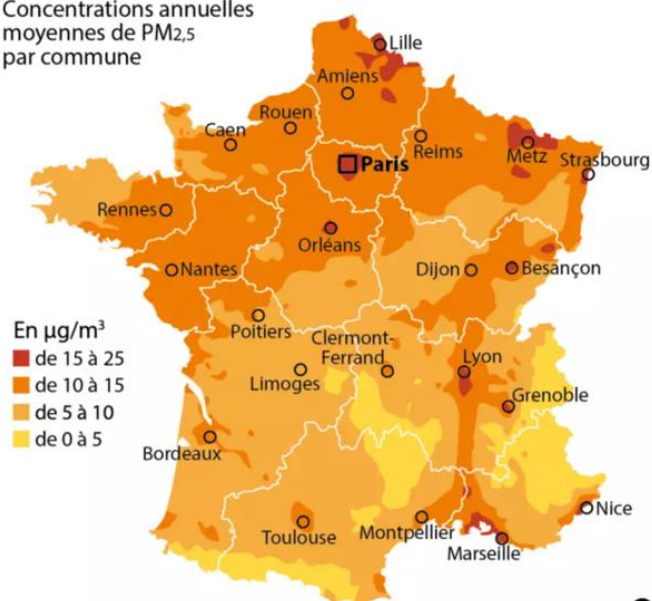 Concentrations annuelles
moyennes de PM2,5
par commune
Lille
Amiens
Rouen
Caen
Reims
Paris
Metz
Strasbourg
Rennes
Orléans
Nantes
Dijon
Besançon
Poitiers
Clermont-
Ferrand
Lyon
Limoges
Grenoble
Bordeaux
Nice
Toulouse
Montpellier
Marseille
En µg/m³
de 15 à 25
de 10 à 15
de 5 à 10
de 0 à 5